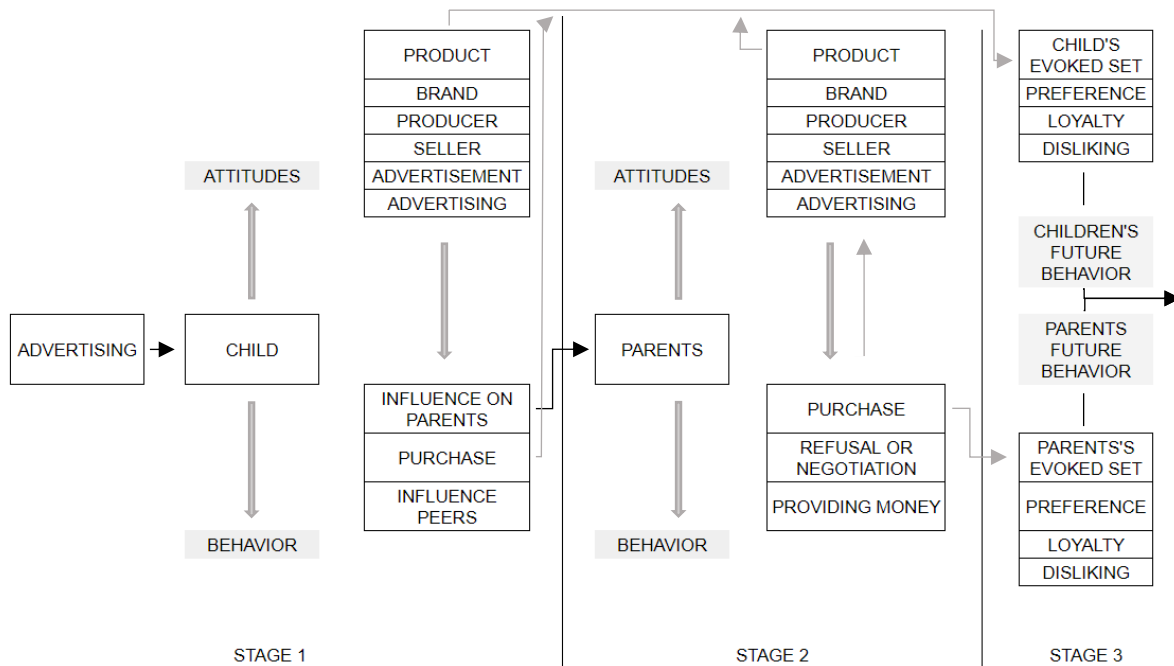 PRODUCT
BRAND
PRODUCER
SELLER
ADVERTISEMENT
ADVERTISING
ATTITUDES
ADVERTISING
CHILD
INFLUENCE ON
PARENTS
PURCHASE
INFLUENCE
PEERS
BEHAVIOR
STAGE 1
PRODUCT
BRAND
PRODUCER
SELLER
ADVERTISEMENT
ADVERTISING
ATTITUDES
PARENTS
PURCHASE
REFUSAL OR
NEGOTIATION
PROVIDING MONEY
BEHAVIOR
STAGE 2
CHILD'S
EVOKED SET
PREFERENCE
LOYALTY
DISLIKING
CHILDREN'S
FUTURE
BEHAVIOR
PARENTS
FUTURE
BEHAVIOR
PARENTS'S
EVOKED SET
PREFERENCE
LOYALTY
DISLIKING
STAGE 3